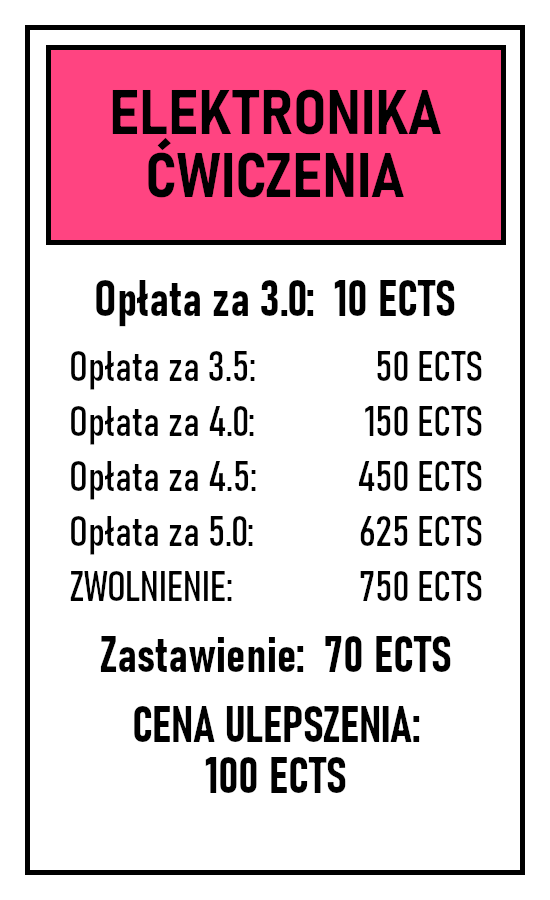 ELEKTRONIKA
ĆWICZENIA
Opłata za 3.0: 10 ECTS
Opłata za 3.5: 50 ECTS
Opłata za 4.0: 150 ECTS
Opłata za 4.5: 450 ECTS
Opłata za 5.0: 625 ECTS
ZWOLNIENIE: 750 ECTS
Zastawienie: 70 ECTS
CENA ULEPSZENIA:
100 ECTS